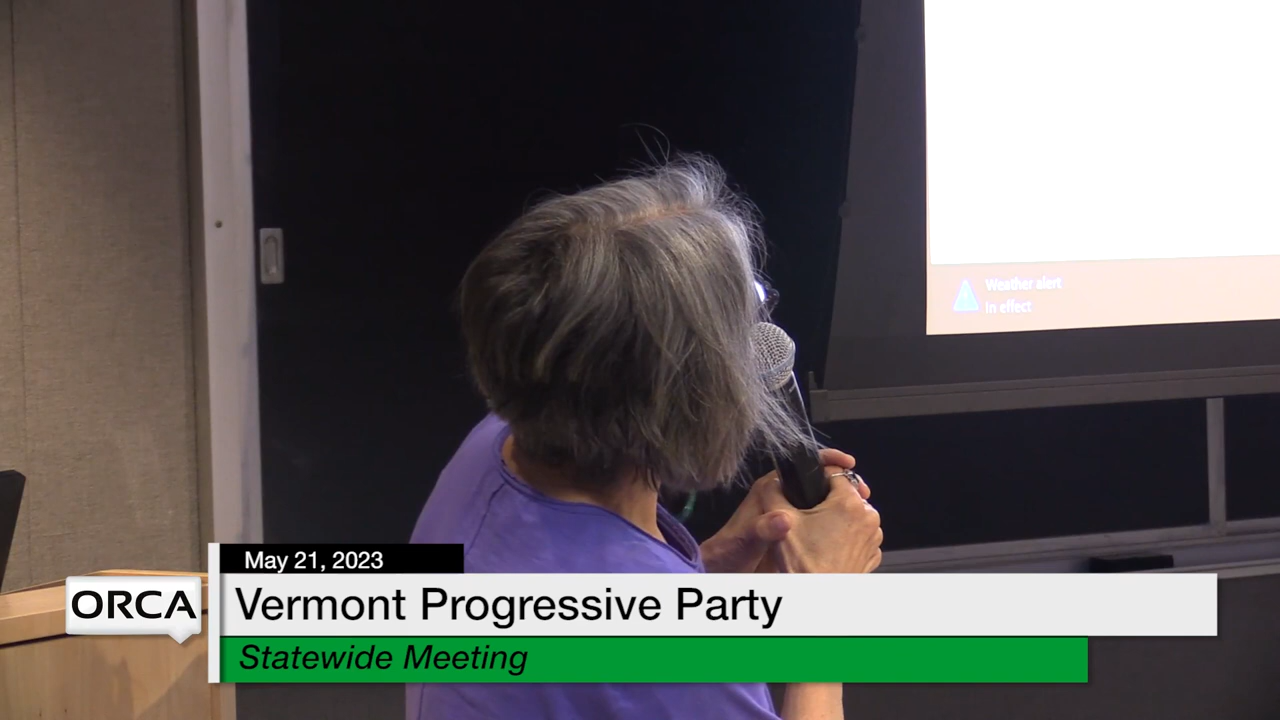 Weather alert
In effect
May 21, 2023
ORCA
Vermont Progressive Party
Statewide Meeting